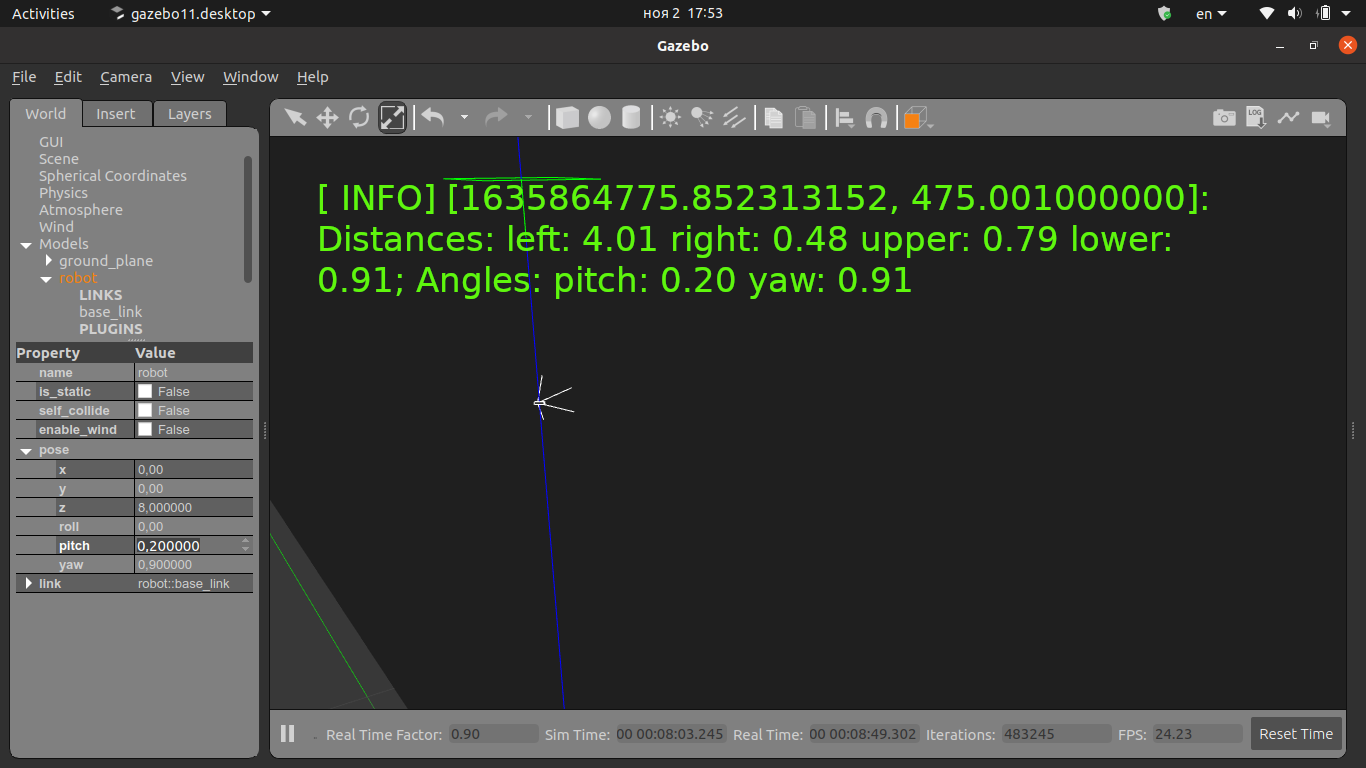 Activities
gazebo11.desktop
ноя 2 17:53
en
Gazebo
File Edit Camera View Window Help
World Insert Layers
LOG
GUI
Scene
Spherical Coordinates
Physics
Atmosphere
Wind
Models
ground_plane
robot
LINKS
base_link
PLUGINS
Property Value
name robot
is_static False
self_collide False
enable_wind False
pose
x 0,00
y 0,00
z 8,000000
roll 0,00
pitch 0,200000
yaw 0,900000
link robot::base_link
[ INFO] [1635864775.852313152, 475.001000000]:
Distances: left: 4.01 right: 0.48 upper: 0.79 lower:
0.91; Angles: pitch: 0.20 yaw: 0.91
Real Time Factor: 0.90 Sim Time: 00 00:08:03.245 Real Time: 00 00:08:49.302 Iterations: 483245 FPS: 24.23 Reset Time